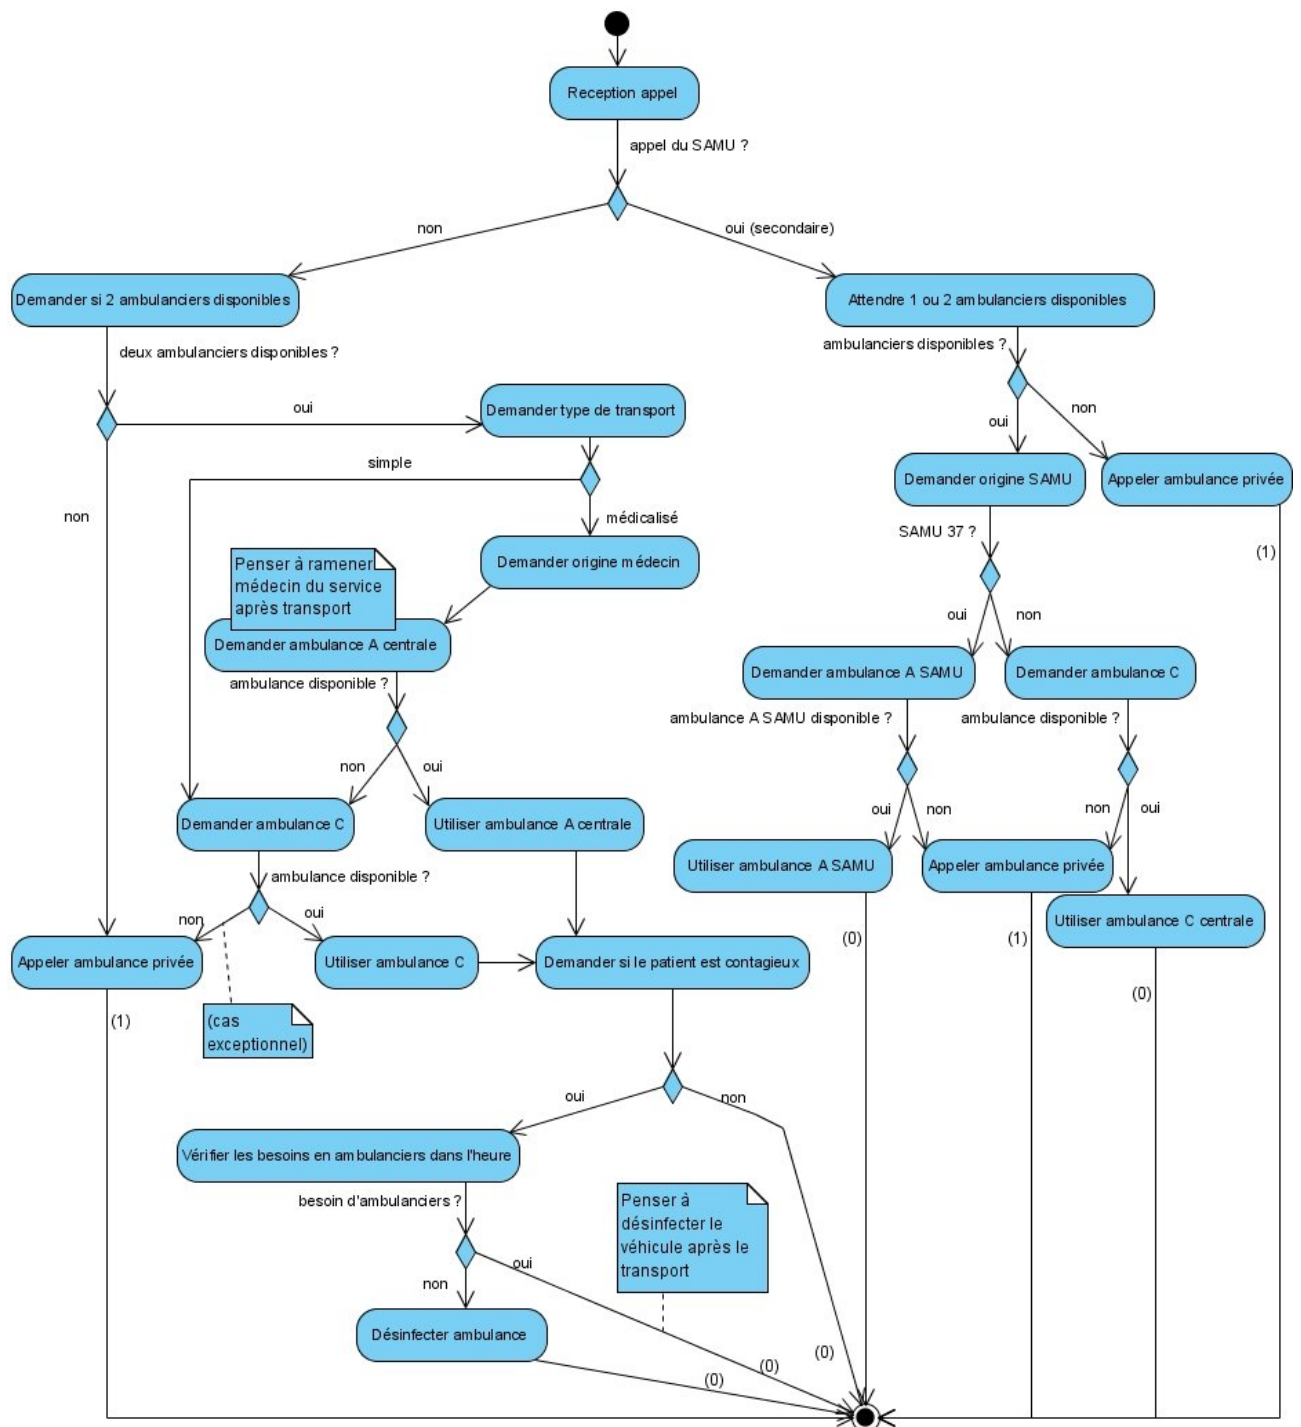 Reception appel
appel du SAMU ?
non
oui (secondaire)
Demander si 2 ambulanciers disponibles
Attendre 1 ou 2 ambulanciers disponibles
deux ambulanciers disponibles ?
ambulanciers disponibles ?
oui
Demander type de transport
oui
non
simple
Demander origine SAMU
Appeler ambulance privée
non
médicalisé
SAMU 37 ?
(1)
Penser à ramener
médecin du service
après transport
Demander origine médecin
oui
non
Demander ambulance A centrale
Demander ambulance A SAMU
Demander ambulance C
ambulance disponible ?
ambulance A SAMU disponible ?
ambulance disponible ?
non
oui
oui
non
non
oui
Demander ambulance C
Utiliser ambulance A centrale
Utiliser ambulance A SAMU
Appeler ambulance privée
ambulance disponible ?
non
oui
Utiliser ambulance C centrale
(0)
(1)
Appeler ambulance privée
Utiliser ambulance C
Demander si le patient est contagieux
(0)
(1)
(cas
exceptionnel)
oui
non
Vérifier les besoins en ambulanciers dans l'heure
besoin d'ambulanciers ?
Penser à
désinfecter le
véhicule après le
transport
oui
non
Désinfecter ambulance
(0)
(0)
(0)